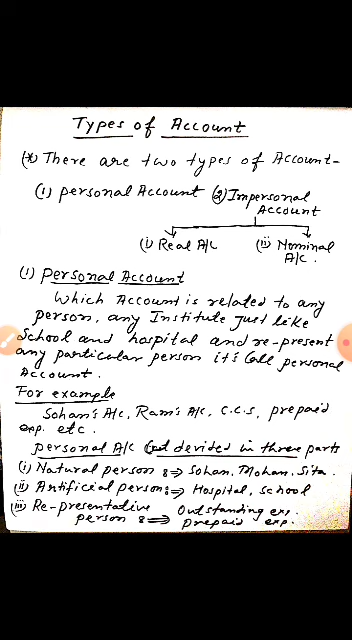 Types of Account
(*) There are two types of Account-
(1) personal Account (2) Impersonal
Account
(i) Real A/c (ii) Nominal
A/c.
(1) personal Account
Which Account is related to any
person, any Institute Just like
School and hospital and re-present
any particular person it's Call personal
Account.
For example
Sohan's A/c, Ram's A/c, C.C.S, prepaid
exp. etc.
personal A/c devided in three parts
(i) Natural person :⇒ Sohan, Mohan, Sita.
(ii) Artificial person:⇒ Hospital, School
(iii) Re-presentative Outstanding exp.
person :⇒ prepaid exp.